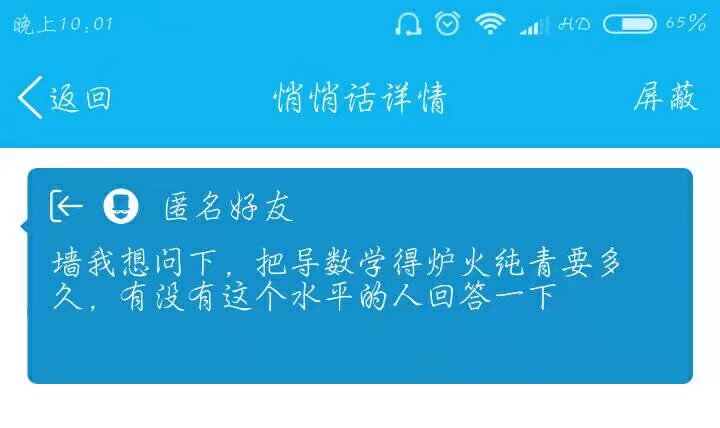 晚上10:01 HD 65%
返回 悄悄话详情 屏蔽
匿名好友
墙我想问下，把导数学得炉火纯青要多
久，有没有这个水平的人回答一下